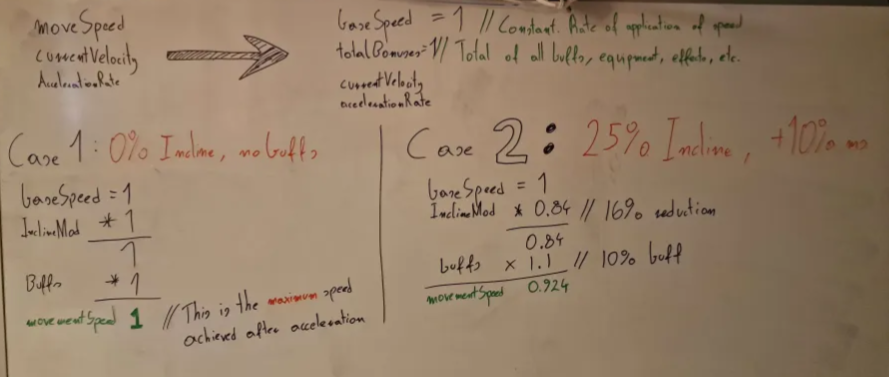 moveSpeed
currentVelocity
AccelerationRate
baseSpeed = 1 // Constant. Rate of application of speed
totalBonuses=1// Total of all buffs, equipment, effects, etc.
currentVelocity
accelerationRate
Case 1: 0% Incline, no buffs
baseSpeed = 1
InclineMod * 1
1
Buffs * 1
movementSpeed 1 // This is the maximum speed
achieved after acceleration
Case 2: 25% Incline, +10% ms
baseSpeed = 1
InclineMod * 0.84 // 16% reduction
0.84
buffs × 1.1 // 10% buff
movementSpeed 0.924